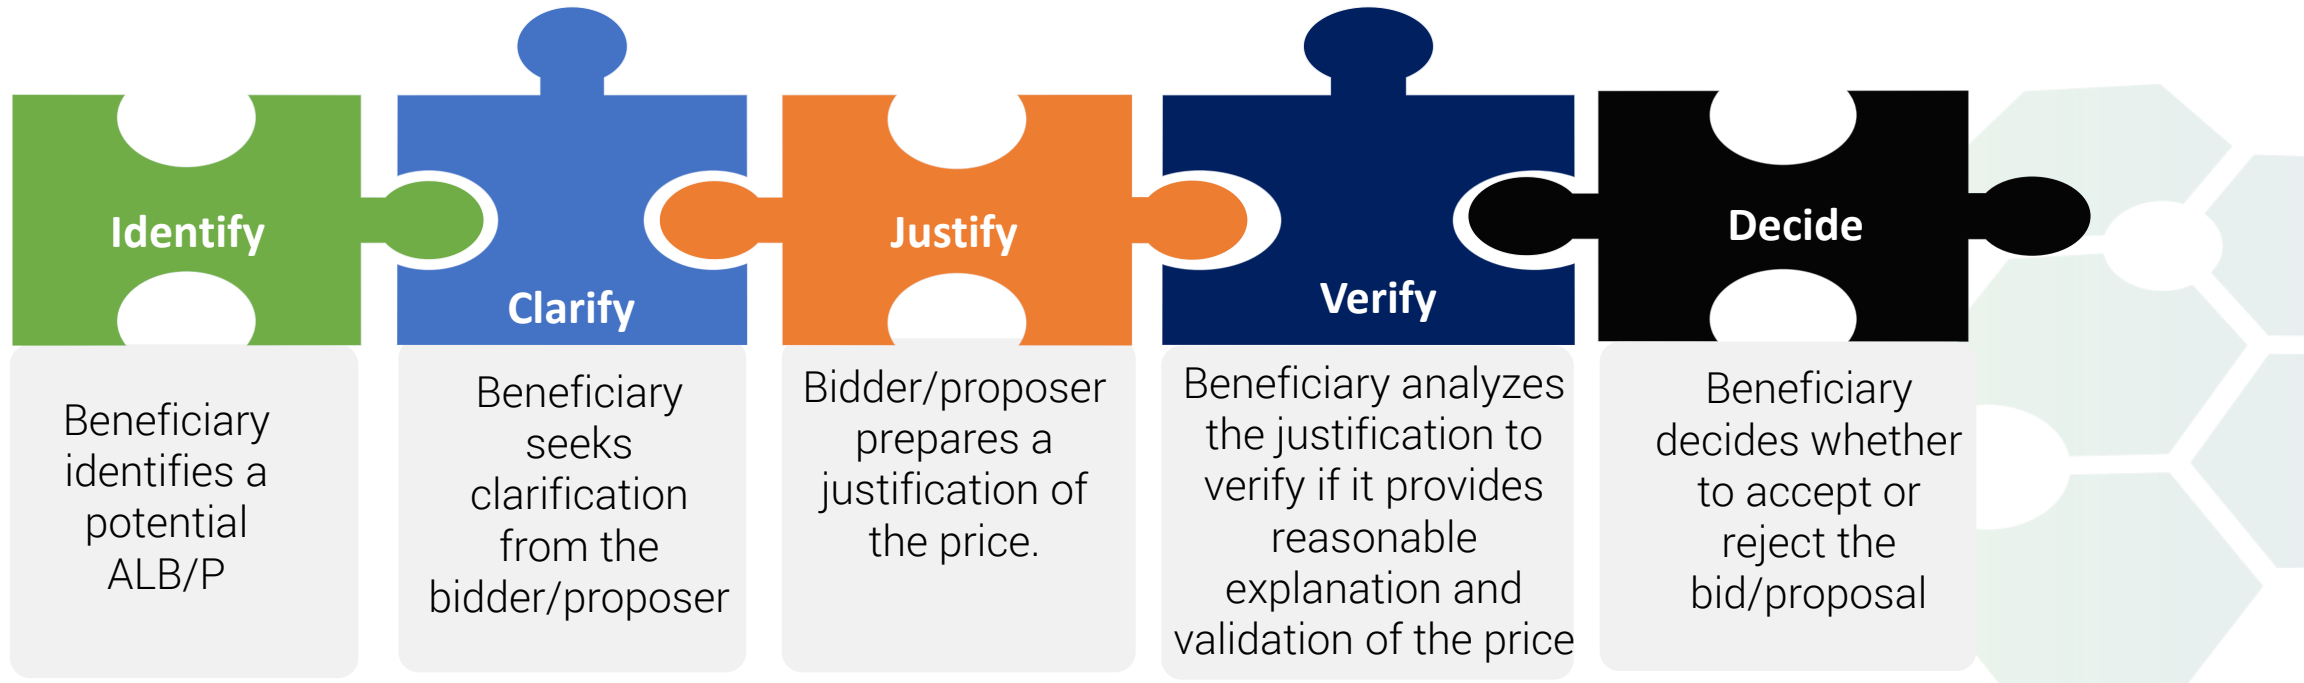 Identify
Beneficiary
identifies a
potential
ALB/P
Clarify
Beneficiary
seeks
clarification
from the
bidder/proposer
Justify
Bidder/proposer
prepares a
justification of
the price.
Verify
Beneficiary analyzes
the justification to
verify if it provides
reasonable
explanation and
validation of the price
Decide
Beneficiary
decides whether
to accept or
reject the
bid/proposal